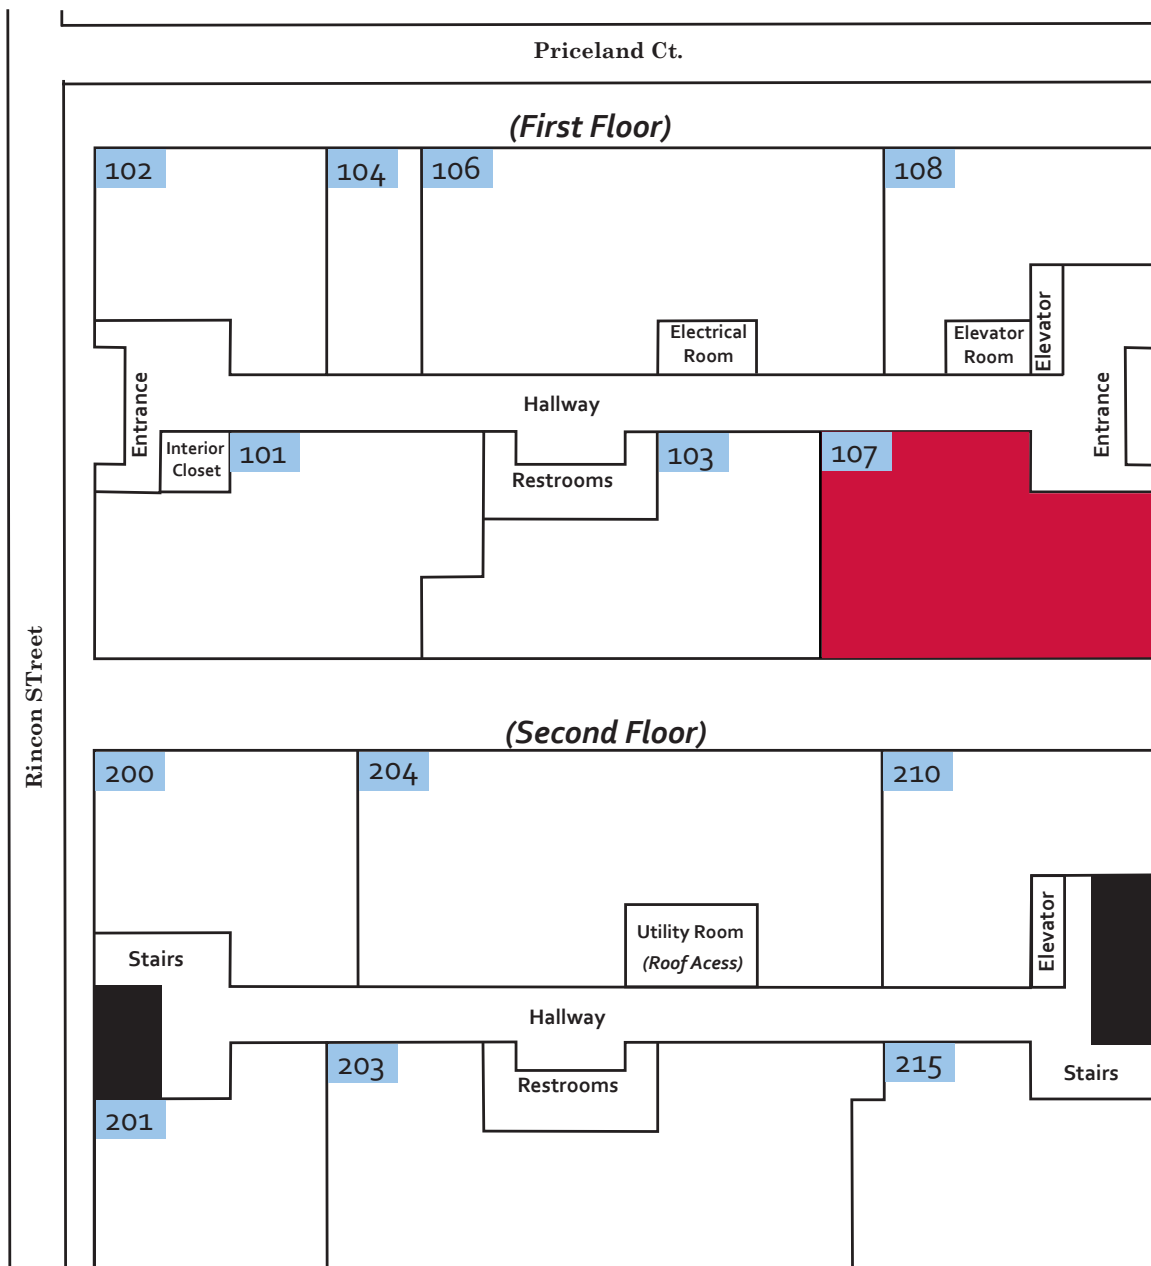 Priceland Ct.
(First Floor)
102
104
106
108
Electrical
Room
Elevator
Room
Elevator
Entrance
Hallway
Entrance
Interior
Closet
101
Restrooms
103
107
Rincon STreet
(Second Floor)
200
204
210
Utility Room
(Roof Acess)
Elevator
Stairs
Hallway
203
Restrooms
215
Stairs
201